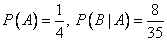 P(A) = 1/4, P(B|A) = 8/35